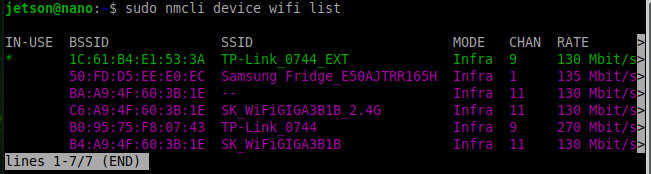 jetson@nano:~$ sudo nmcli device wifi list
IN-USE  BSSID              SSID                         MODE   CHAN  RATE      >
*       1C:61:B4:E1:53:3A  TP-Link_0744_EXT             Infra  9     130 Mbit/s>
        50:FD:D5:EE:E0:EC  Samsung Fridge_E50AJTRR165H  Infra  1     135 Mbit/s>
        BA:A9:4F:60:3B:1E  --                           Infra  11    130 Mbit/s>
        C6:A9:4F:60:3B:1E  SK_WiFiGIGA3B1B_2.4G         Infra  11    130 Mbit/s>
        B0:95:75:F8:07:43  TP-Link_0744                 Infra  9     270 Mbit/s>
        B4:A9:4F:60:3B:1E  SK_WiFiGIGA3B1B              Infra  11    130 Mbit/s>
lines 1-7/7 (END)